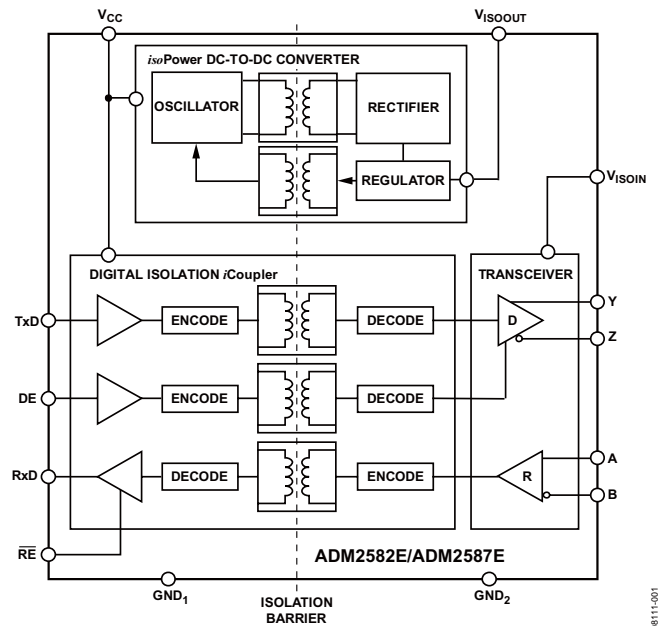 VCC
VISOOUT
isoPower DC-TO-DC CONVERTER
OSCILLATOR
RECTIFIER
REGULATOR
VISOIN
DIGITAL ISOLATION iCoupler
TRANSCEIVER
TxD
ENCODE
DECODE
D
Y
Z
DE
ENCODE
DECODE
RxD
DECODE
ENCODE
R
A
B
RE
ADM2582E/ADM2587E
GND1
ISOLATION
BARRIER
GND2
08111-001